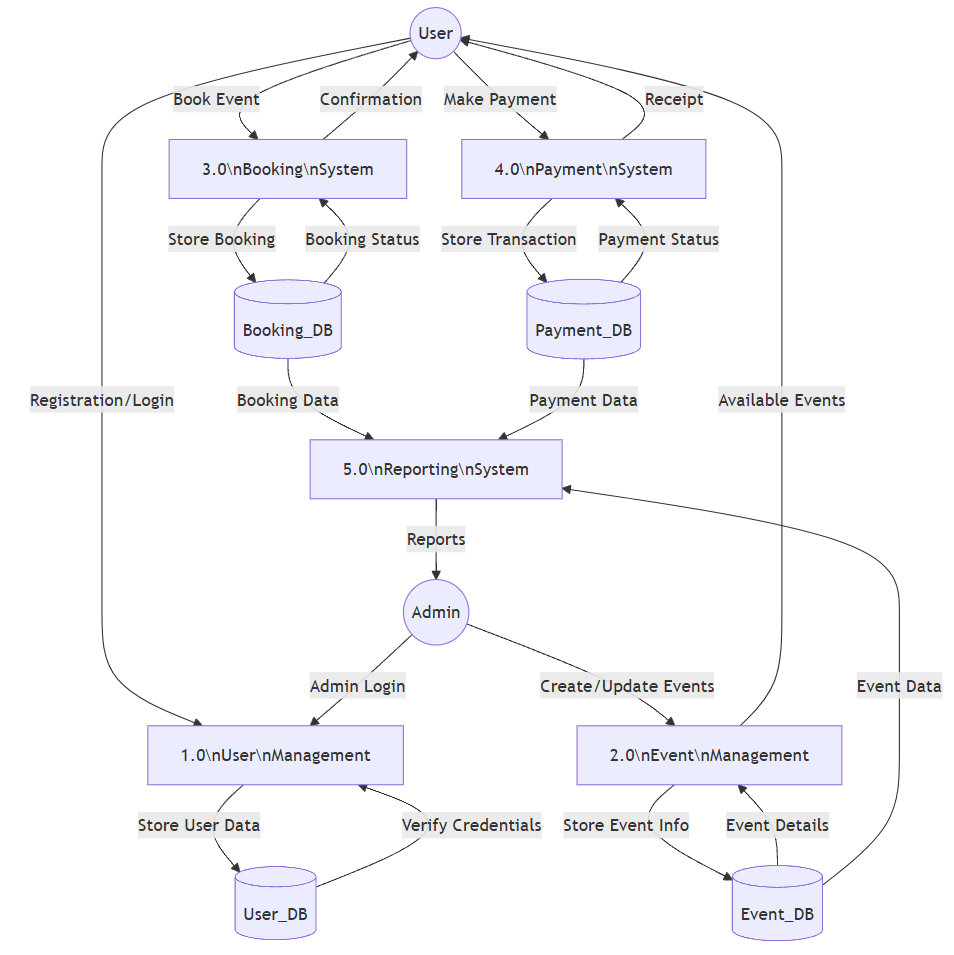 User
Book Event
Confirmation
Make Payment
Receipt
3.0\nBooking\nSystem
4.0\nPayment\nSystem
Store Booking
Booking Status
Store Transaction
Payment Status
Booking_DB
Payment_DB
Registration/Login
Booking Data
Payment Data
Available Events
5.0\nReporting\nSystem
Reports
Admin
Admin Login
Create/Update Events
Event Data
1.0\nUser\nManagement
2.0\nEvent\nManagement
Store User Data
Verify Credentials
Store Event Info
Event Details
User_DB
Event_DB